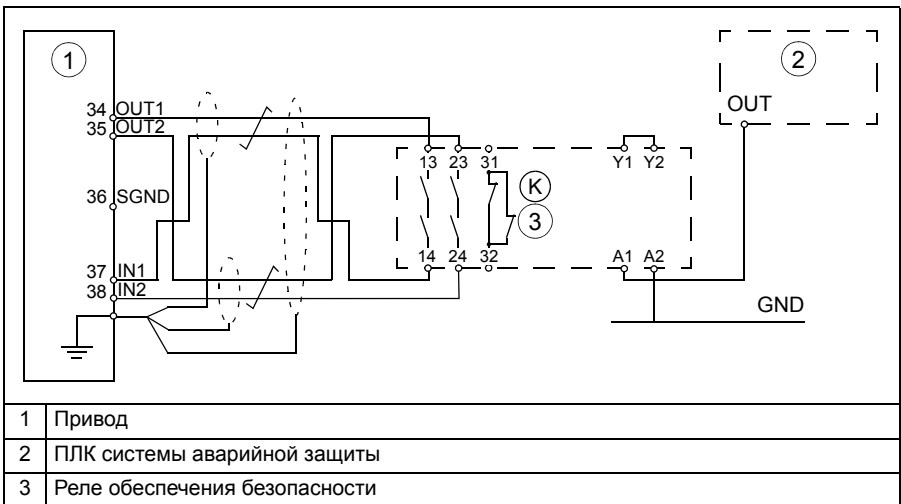 1
2
OUT
34 OUT1
35 OUT2
13 23 31
Y1 Y2
K
36 SGND
3
14 24 32
A1 A2
37 IN1
38 IN2
GND
1 Привод
2 ПЛК системы аварийной защиты
3 Реле обеспечения безопасности